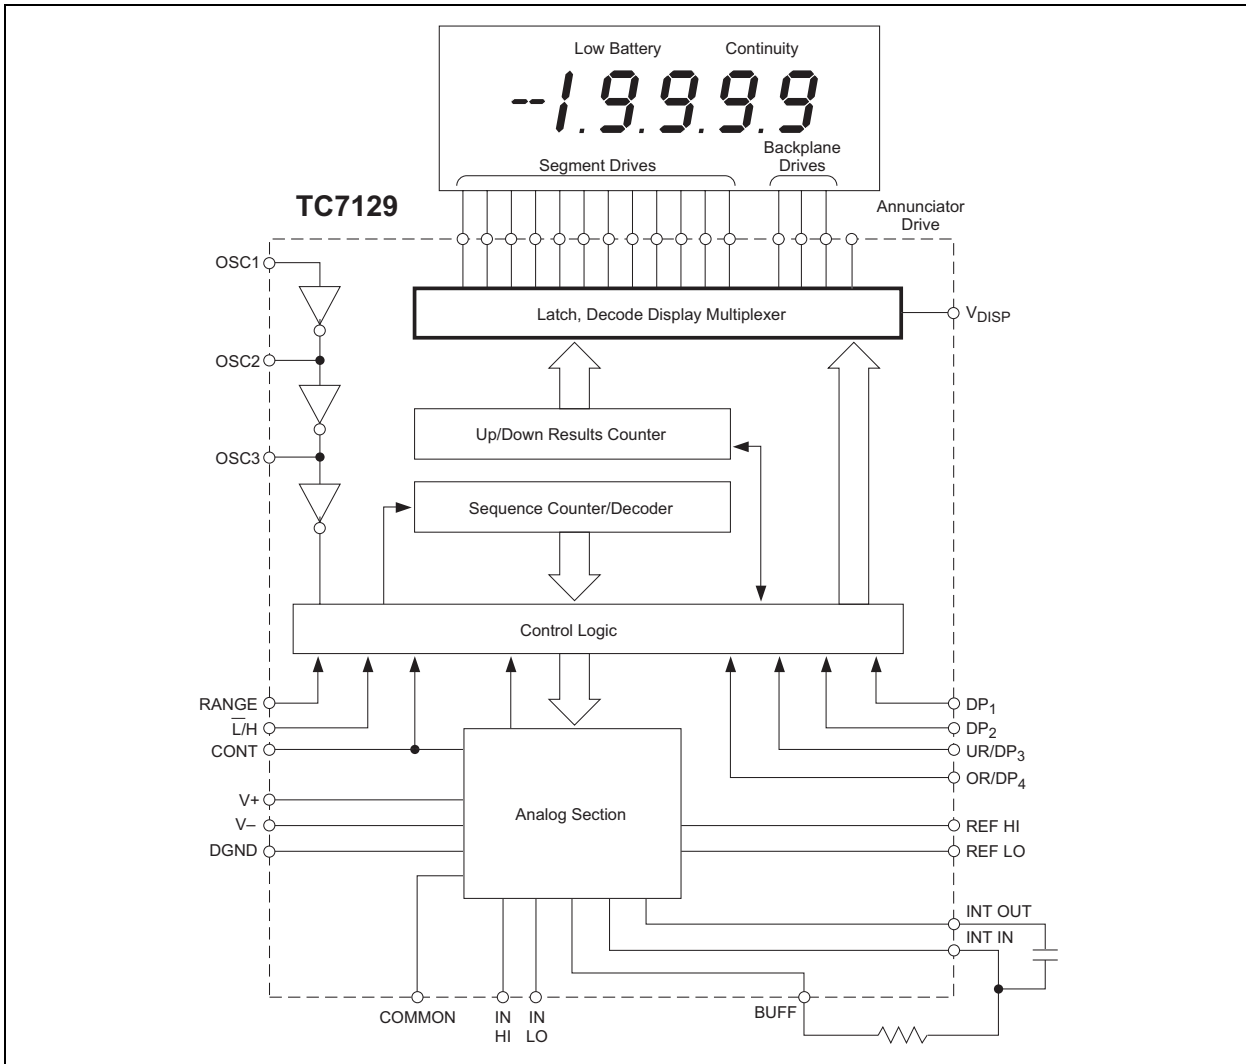 Low Battery Continuity
--1.9.9.9.9
Segment Drives
Backplane
Drives
TC7129
Annunciator
Drive
OSC1
Latch, Decode Display Multiplexer
VDISP
OSC2
Up/Down Results Counter
OSC3
Sequence Counter/Decoder
Control Logic
RANGE
L̅/H
CONT
DP1
DP2
UR/DP3
OR/DP4
V+
V–
DGND
Analog Section
REF HI
REF LO
INT OUT
INT IN
COMMON
IN
HI
IN
LO
BUFF